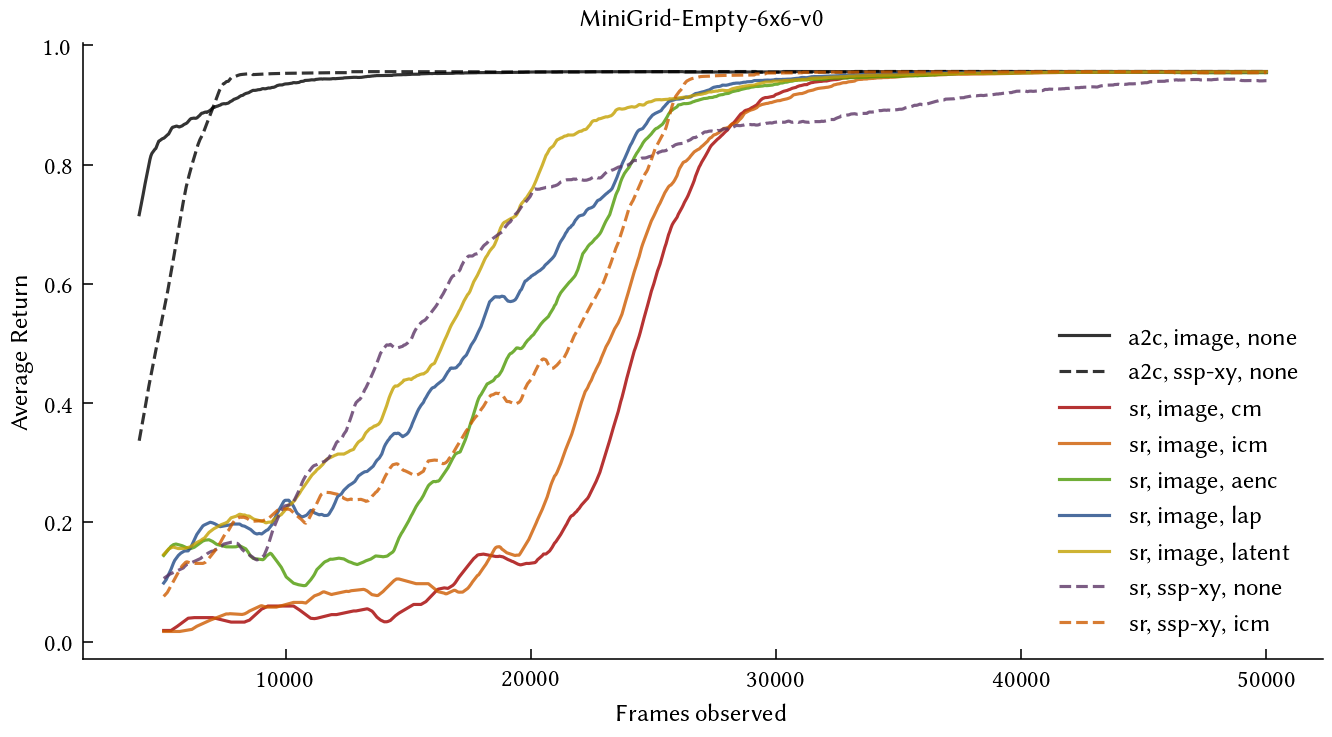 MiniGrid-Empty-6x6-v0
1.0
0.8
0.6
0.4
0.2
0.0
Average Return
10000 20000 30000 40000 50000
Frames observed
a2c, image, none
a2c, ssp-xy, none
sr, image, cm
sr, image, icm
sr, image, aenc
sr, image, lap
sr, image, latent
sr, ssp-xy, none
sr, ssp-xy, icm